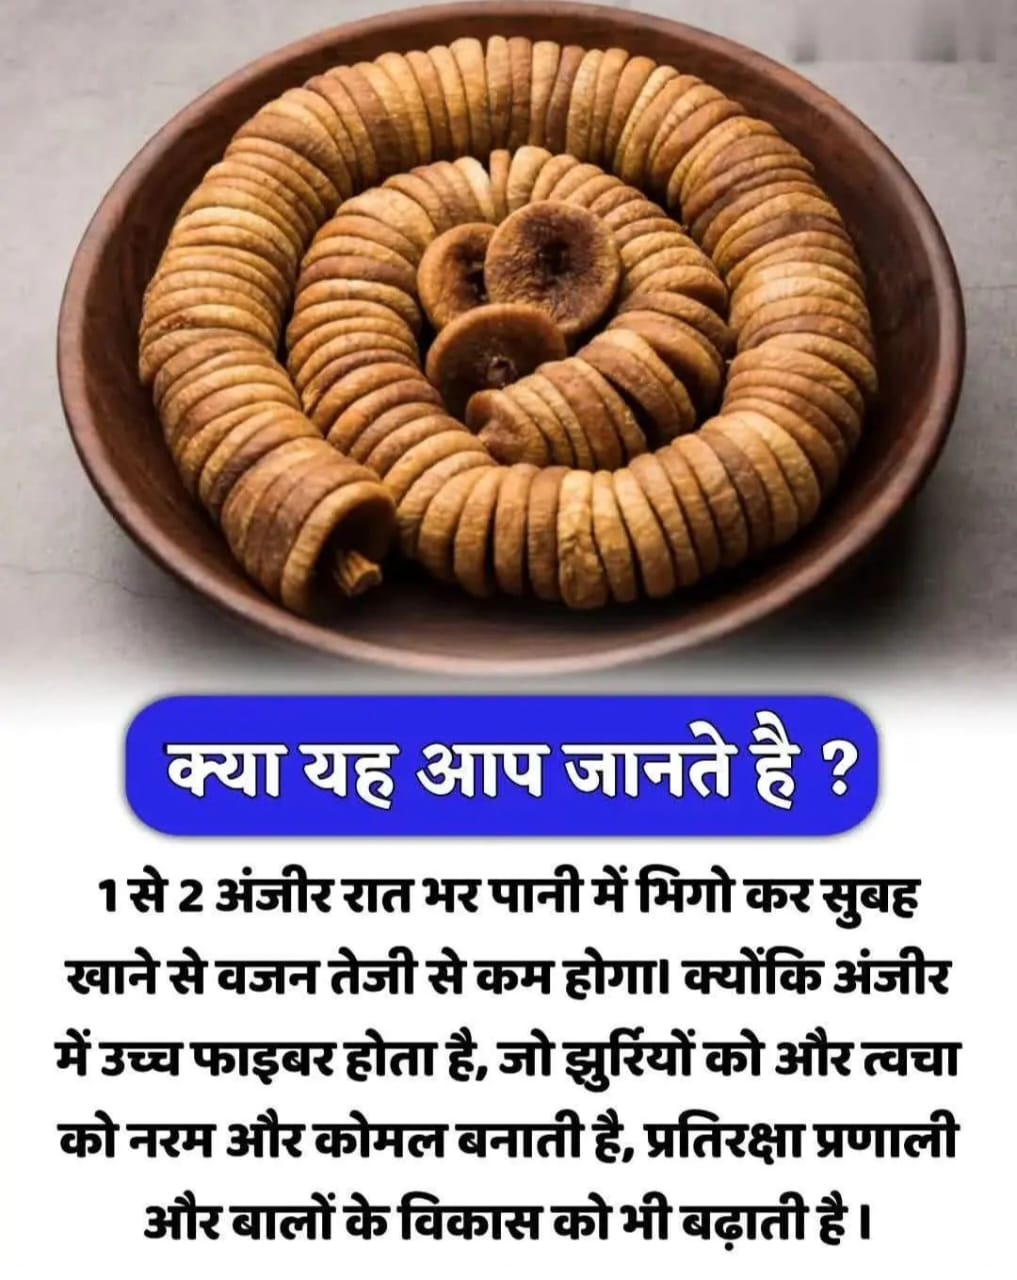 क्या यह आप जानते है ?
1 से 2 अंजीर रात भर पानी में भिगो कर सुबह
खाने से वजन तेजी से कम होगा। क्योंकि अंजीर
में उच्च फाइबर होता है, जो झुर्रियों को और त्वचा
को नरम और कोमल बनाती है, प्रतिरक्षा प्रणाली
और बालों के विकास को भी बढ़ाती है ।